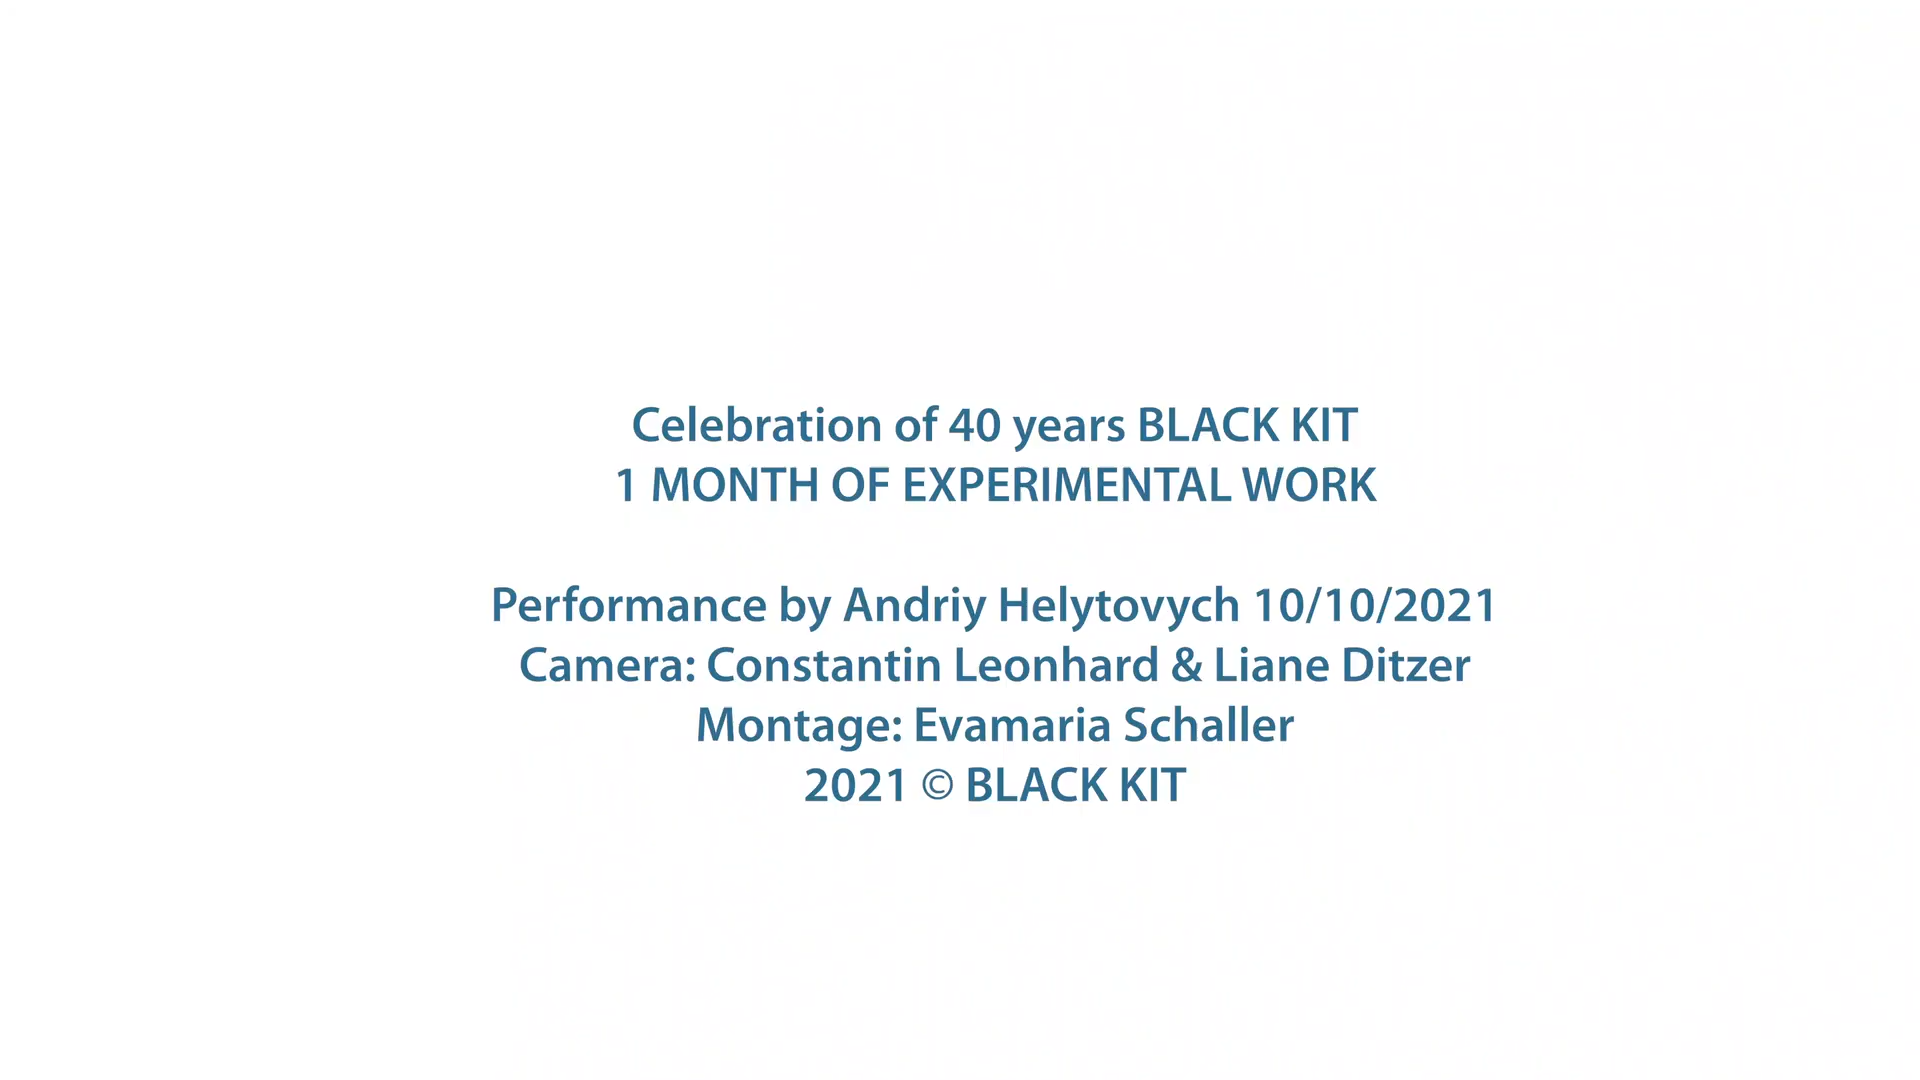 Celebration of 40 years BLACK KIT
1 MONTH OF EXPERIMENTAL WORK
Performance by Andriy Helytovych 10/10/2021
Camera: Constantin Leonhard & Liane Ditzer
Montage: Evamaria Schaller
2021 © BLACK KIT